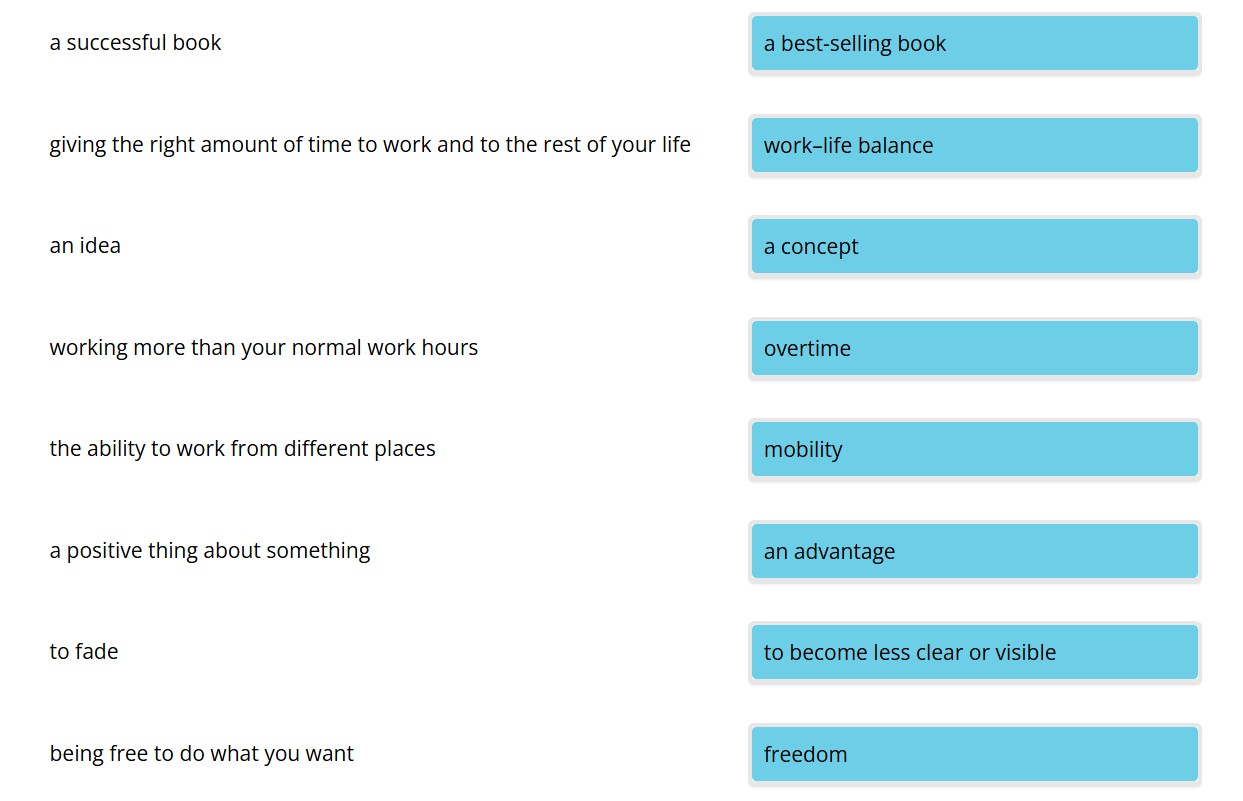 a successful book
a best-selling book
giving the right amount of time to work and to the rest of your life
work–life balance
an idea
a concept
working more than your normal work hours
overtime
the ability to work from different places
mobility
a positive thing about something
an advantage
to fade
to become less clear or visible
being free to do what you want
freedom